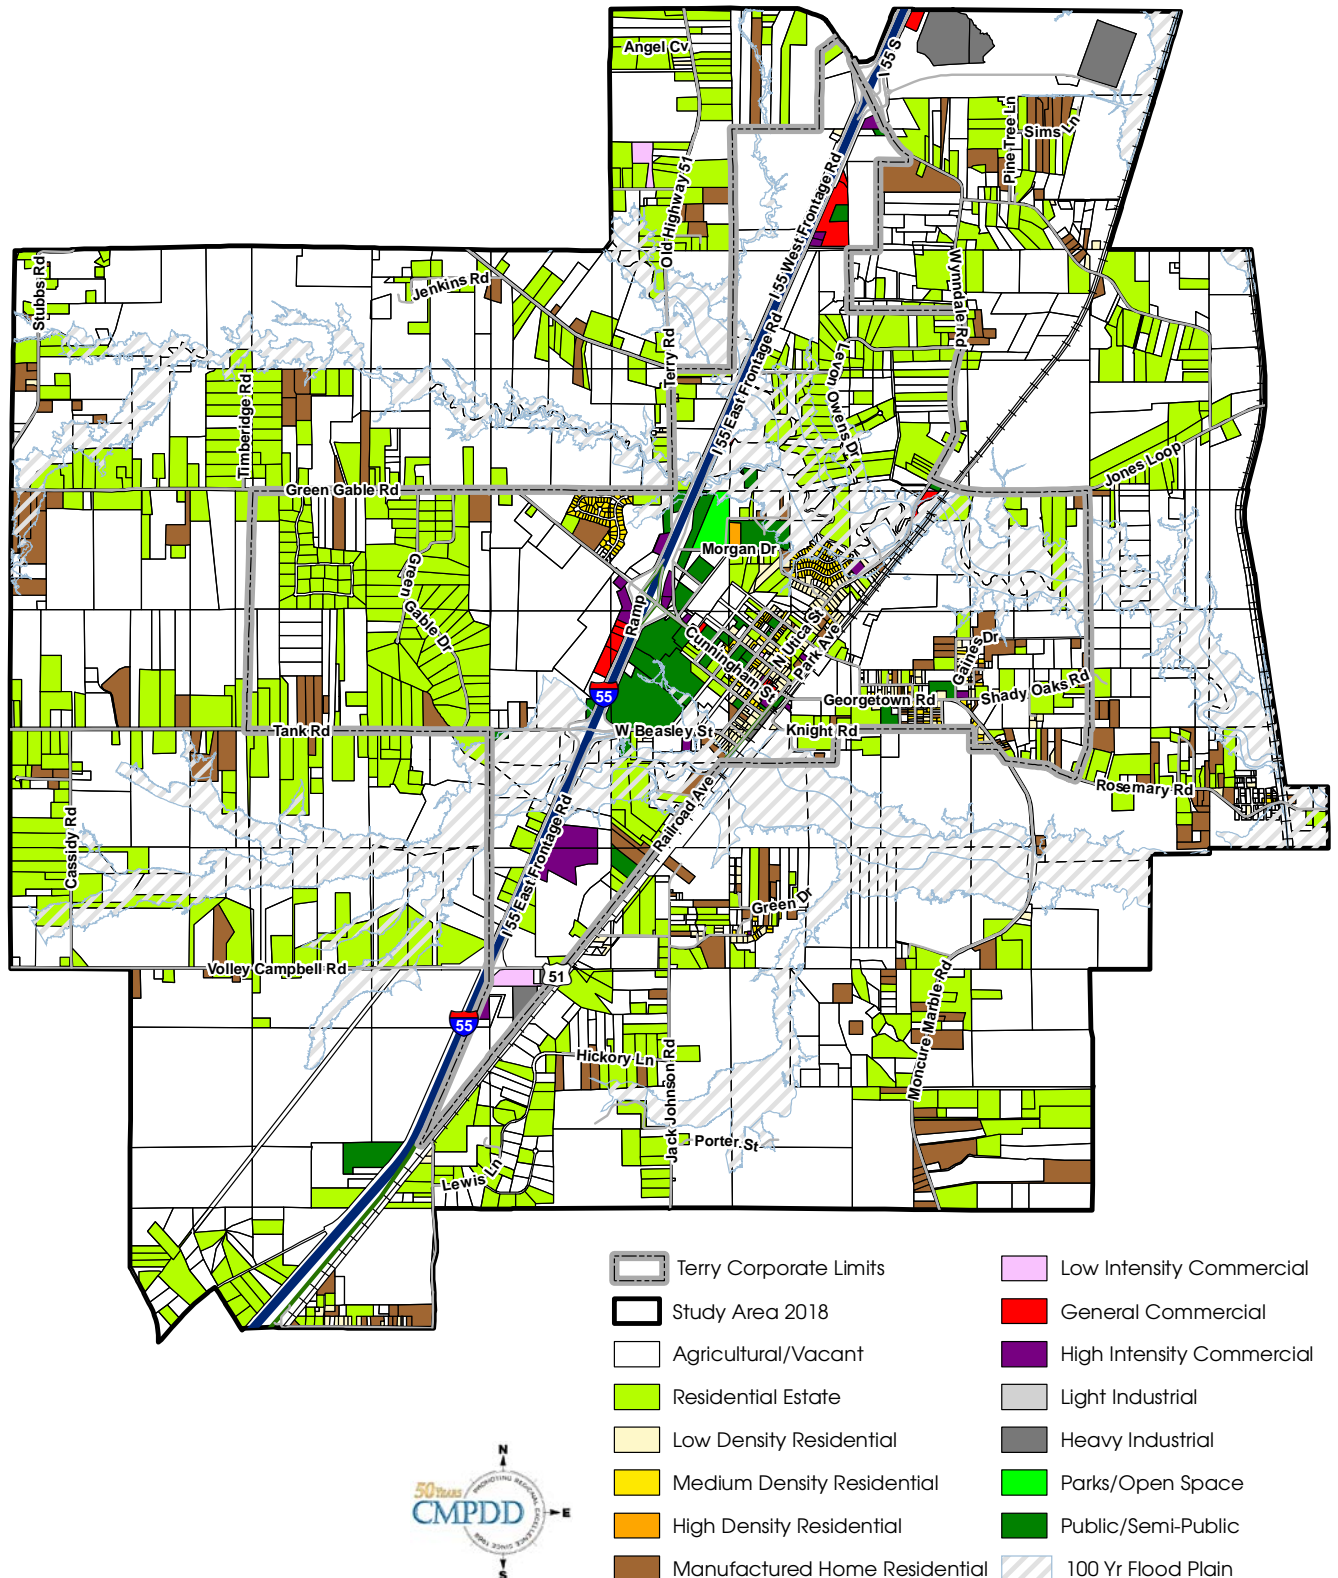 Angel Cv
I 55 S
Pine Tree Ln
Sims Ln
Old Highway 51
I 55 West Frontage Rd
Stubbs Rd
Jenkins Rd
Wynndale Rd
Terry Rd
I 55 East Frontage Rd
Levon Owens Dr
Timberidge Rd
Jones Loop
Green Gable Rd
Morgan Dr
Green Gable Dr
Ramp
Cunningham St
N Utica St
Park Ave
Gaines Dr
Shady Oaks Rd
55
Georgetown Rd
Tank Rd
W Beasley St
Knight Rd
Rosemary Rd
Cassidy Rd
I 55 East Frontage Rd
Railroad Ave
Green Dr
Volley Campbell Rd
51
55
Moncure Marble Rd
Hickory Ln
Jack Johnson Rd
Porter St
Lewis Ln
Terry Corporate Limits
Study Area 2018
Agricultural/Vacant
Residential Estate
Low Density Residential
Medium Density Residential
High Density Residential
Manufactured Home Residential
Low Intensity Commercial
General Commercial
High Intensity Commercial
Light Industrial
Heavy Industrial
Parks/Open Space
Public/Semi-Public
100 Yr Flood Plain
N
50 YEARS
CMPDD
PROMOTING REGIONAL EXCELLENCE SINCE 1968
E
S